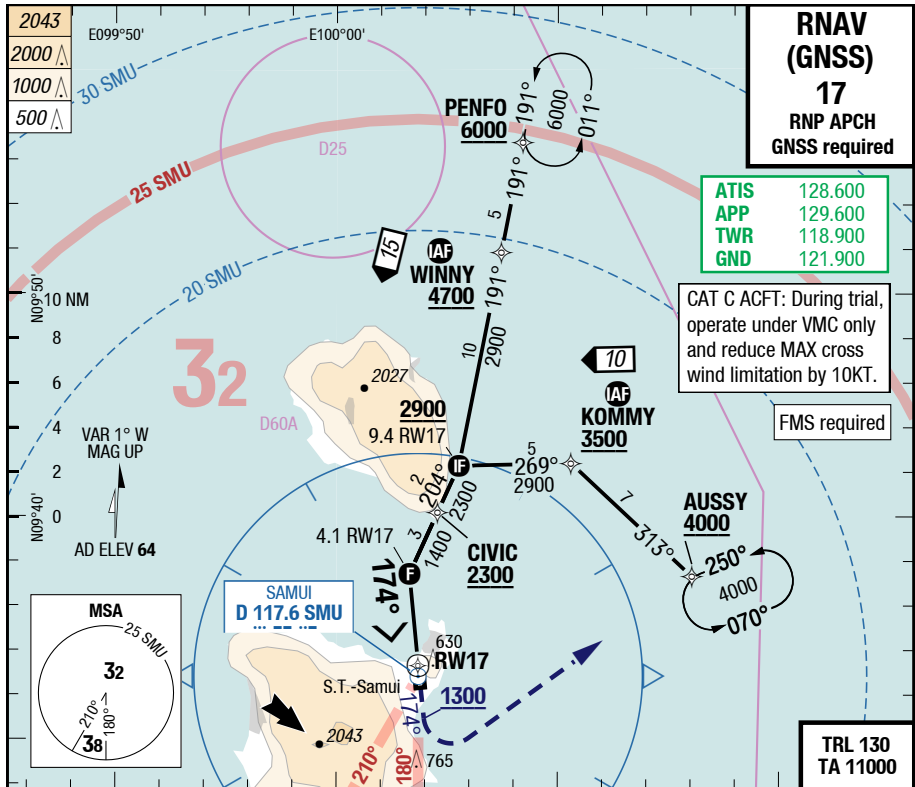 2043
2000
1000
500
E099°50'
E100°00'
30 SMU
RNAV
(GNSS)
17
RNP APCH
GNSS required
PENFO
6000
191°
6000
011°
D25
25 SMU
191°
5
ATIS 128.600
APP 129.600
TWR 118.900
GND 121.900
15
IAF
WINNY
4700
20 SMU
191°
10
2900
N09°50'
10 NM
8
6
4
2
0
N09°40'
CAT C ACFT: During trial,
operate under VMC only
and reduce MAX cross
wind limitation by 10KT.
FMS required
32
2027
D60A
10
IAF
KOMMY
3500
2900
9.4 RW17
IF
5
269°
2900
VAR 1° W
MAG UP
AD ELEV 64
2
204°
2300
7
313°
AUSSY
4000
250°
4000
070°
CIVIC
2300
4.1 RW17
3
1400
F
174°
SAMUI
D 117.6 SMU
MSA
25 SMU
32
210°
180°
38
630
RW17
S.T.-Samui
174°
1300
2043
210°
180°
765
TRL 130
TA 11000